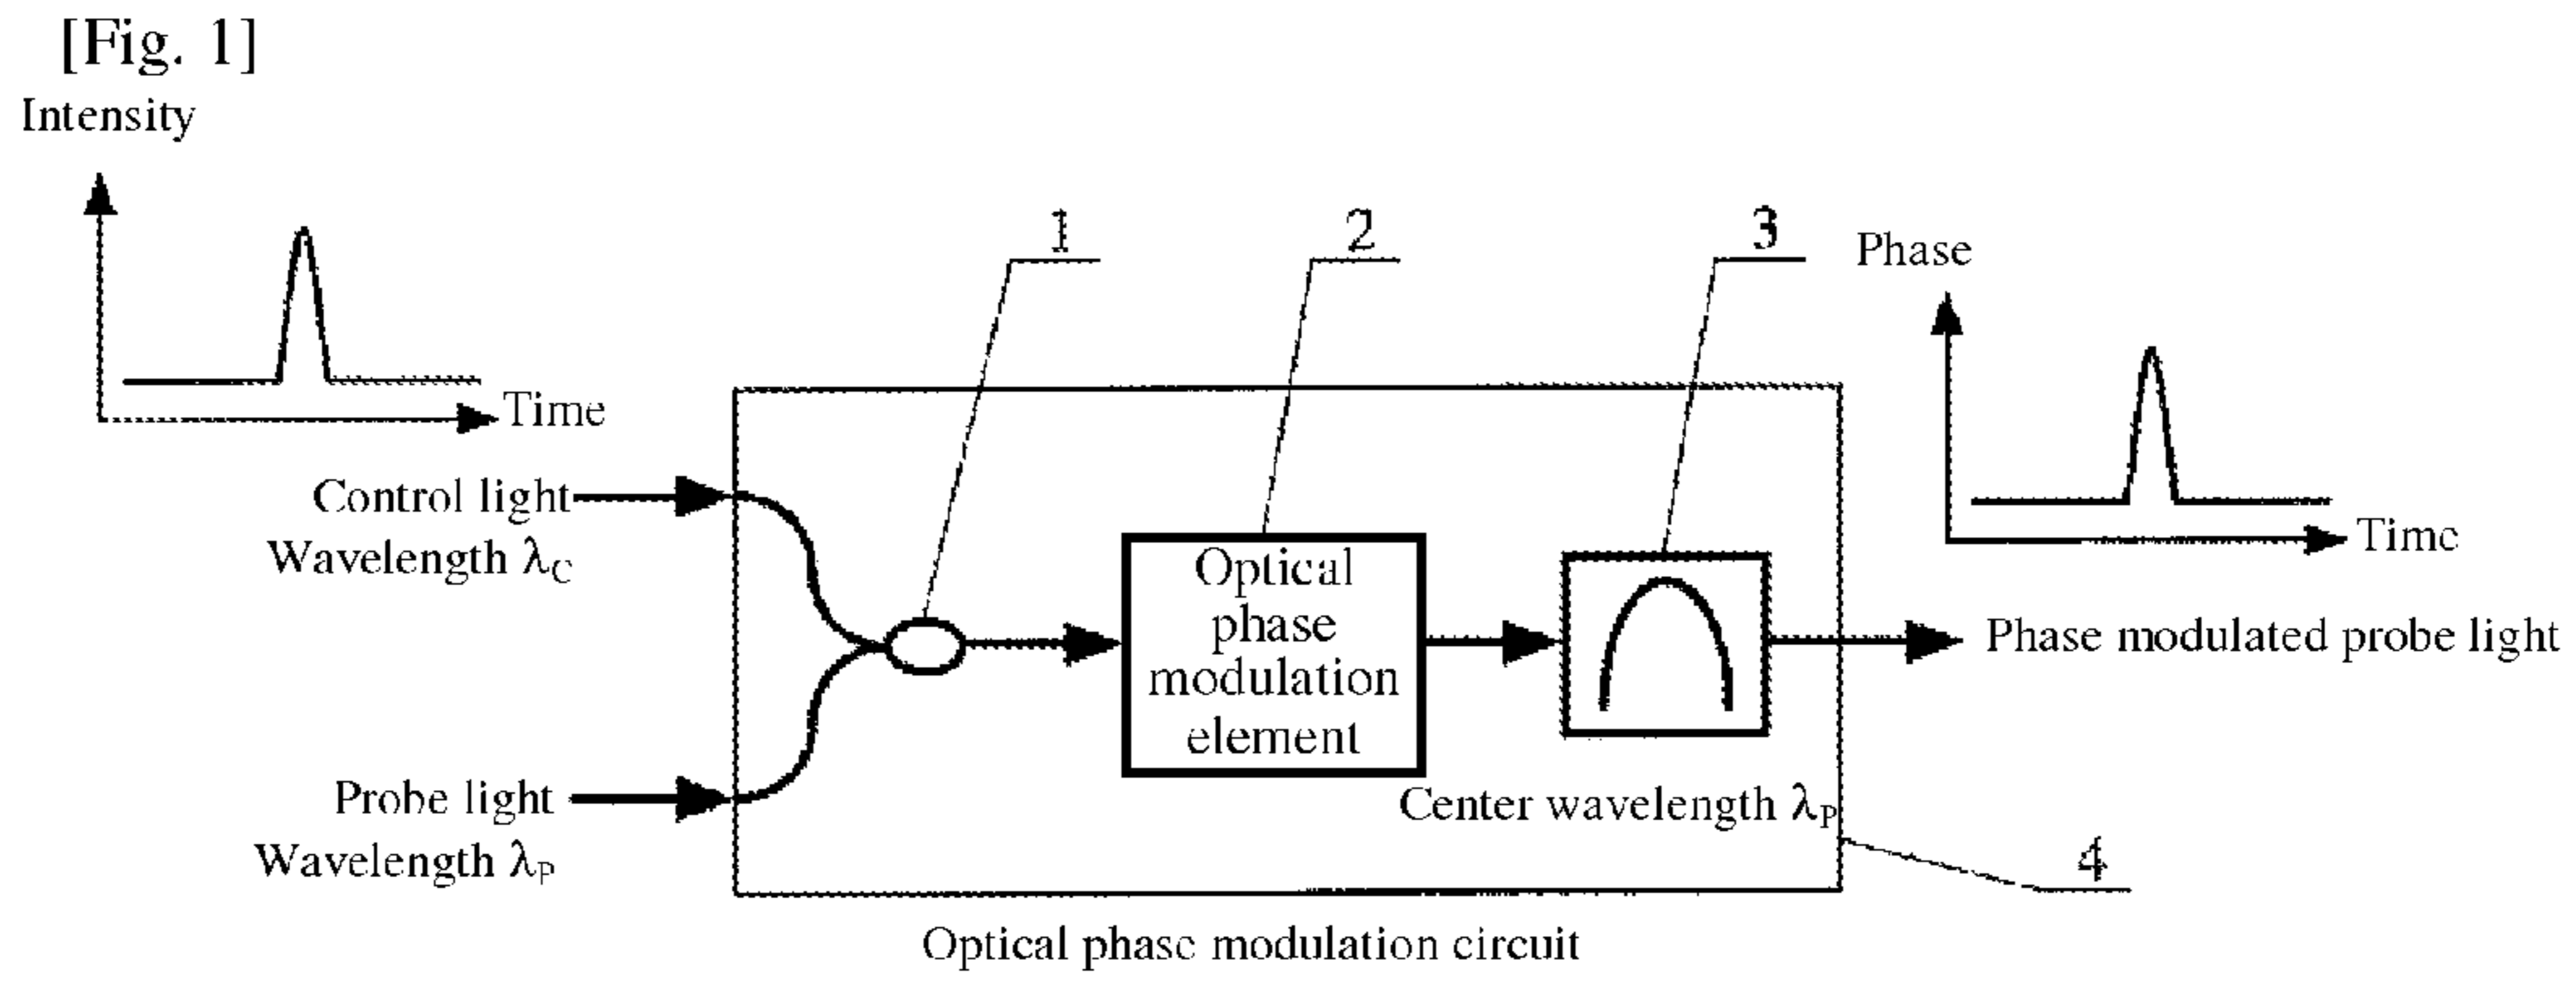 [Fig. 1]
Intensity
Time
1
2
3
Phase
Time
Control light
Wavelength λC
Optical
phase
modulation
element
Phase modulated probe light
Probe light
Wavelength λP
Center wavelength λP
4
Optical phase modulation circuit